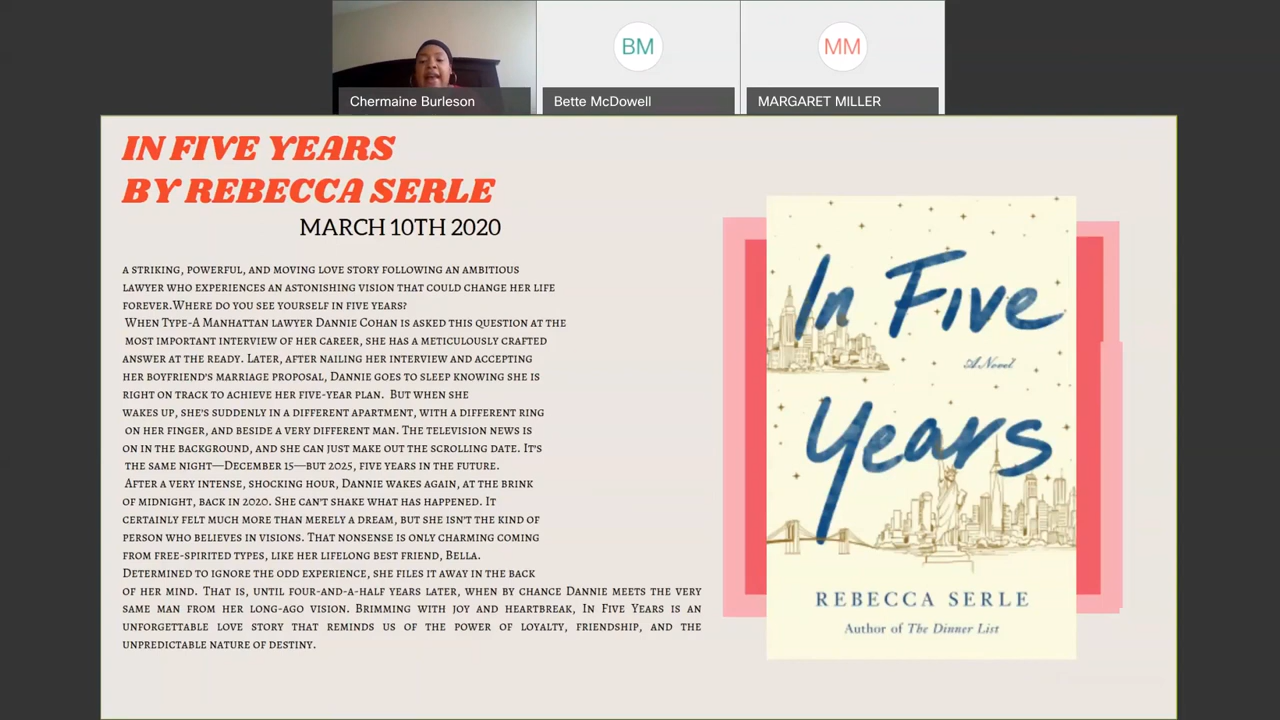 BM
MM
Chermaine Burleson
Bette McDowell
MARGARET MILLER
IN FIVE YEARS
BY REBECCA SERLE
MARCH 10TH 2020
A STRIKING, POWERFUL, AND MOVING LOVE STORY FOLLOWING AN AMBITIOUS
LAWYER WHO EXPERIENCES AN ASTONISHING VISION THAT COULD CHANGE HER LIFE
FOREVER.WHERE DO YOU SEE YOURSELF IN FIVE YEARS?
WHEN TYPE-A MANHATTAN LAWYER DANNIE COHAN IS ASKED THIS QUESTION AT THE
MOST IMPORTANT INTERVIEW OF HER CAREER, SHE HAS A METICULOUSLY CRAFTED
ANSWER AT THE READY. LATER, AFTER NAILING HER INTERVIEW AND ACCEPTING
HER BOYFRIEND'S MARRIAGE PROPOSAL, DANNIE GOES TO SLEEP KNOWING SHE IS
RIGHT ON TRACK TO ACHIEVE HER FIVE-YEAR PLAN. BUT WHEN SHE
WAKES UP, SHE'S SUDDENLY IN A DIFFERENT APARTMENT, WITH A DIFFERENT RING
ON HER FINGER, AND BESIDE A VERY DIFFERENT MAN. THE TELEVISION NEWS IS
ON IN THE BACKGROUND, AND SHE CAN JUST MAKE OUT THE SCROLLING DATE. IT'S
THE SAME NIGHT—DECEMBER 15—BUT 2025, FIVE YEARS IN THE FUTURE.
AFTER A VERY INTENSE, SHOCKING HOUR, DANNIE WAKES AGAIN, AT THE BRINK
OF MIDNIGHT, BACK IN 2020. SHE CAN'T SHAKE WHAT HAS HAPPENED. IT
CERTAINLY FELT MUCH MORE THAN MERELY A DREAM, BUT SHE ISN'T THE KIND OF
PERSON WHO BELIEVES IN VISIONS. THAT NONSENSE IS ONLY CHARMING COMING
FROM FREE-SPIRITED TYPES, LIKE HER LIFELONG BEST FRIEND, BELLA.
DETERMINED TO IGNORE THE ODD EXPERIENCE, SHE FILES IT AWAY IN THE BACK
OF HER MIND. THAT IS, UNTIL FOUR-AND-A-HALF YEARS LATER, WHEN BY CHANCE DANNIE MEETS THE VERY
SAME MAN FROM HER LONG-AGO VISION. BRIMMING WITH JOY AND HEARTBREAK, IN FIVE YEARS IS AN
UNFORGETTABLE LOVE STORY THAT REMINDS US OF THE POWER OF LOYALTY, FRIENDSHIP, AND THE
UNPREDICTABLE NATURE OF DESTINY.
In Five
A Novel
Years
REBECCA SERLE
Author of The Dinner List